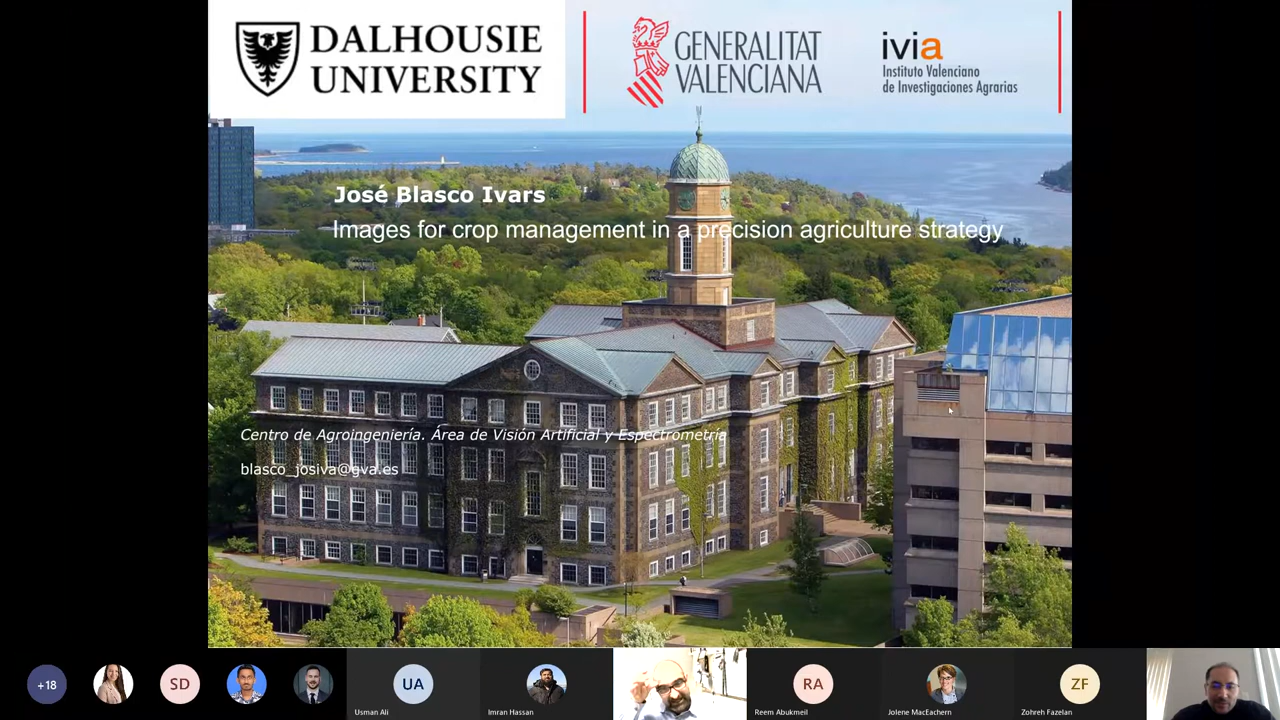 DALHOUSIE
UNIVERSITY
GENERALITAT
VALENCIANA
ivia
Instituto Valenciano
de Investigaciones Agrarias
José Blasco Ivars
Images for crop management in a precision agriculture strategy
Centro de Agroingeniería. Área de Visión Artificial y Espectrometría
blasco_josiva@gva.es
+18
SD
UA
Usman Ali
Imran Hassan
RA
Reem Abukmeil
Jolene MacEachern
ZF
Zohreh Fazelan